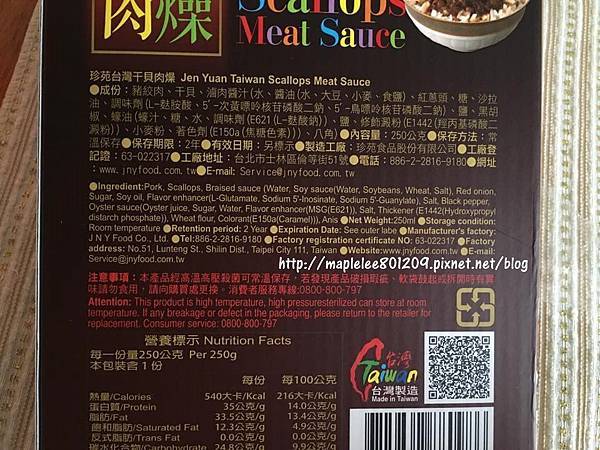 肉燥
Scallops
Meat Sauce
珍苑台灣干貝肉燥 Jen Yuan Taiwan Scallops Meat Sauce
●成份：豬絞肉、干貝、滷肉醬汁(水、醬油(水、大豆、小麥、食鹽)、紅蔥頭、糖、沙拉
油、調味劑(L-麩胺酸、5'-次黃嘌呤核苷磷酸二鈉、5'-鳥嘌呤核苷磷酸二鈉)、鹽、黑胡
椒、蠔油(蠔汁、糖、水、調味劑(E621(L-麩酸鈉))、鹽、修飾澱粉(E1442(羥丙基磷酸二
澱粉))、小麥粉、著色劑(E150a(焦糖色素)))、八角)●內容量：250公克●保存方法：常
溫保存●保存期限：2年●有效日期：另標示●製造工廠：珍苑食品股份有限公司●工廠登
記證：63-022317●工廠地址：台北市士林區倫等街51號●電話：886-2-2816-9180●網址
：www.jnyfood.com.tw●E-mail: Service@jnyfood.com.tw
●Ingredient:Pork, Scallops, Braised sauce (Water, Soy sauce(Water, Soybeans, Wheat, Salt), Red onion,
Sugar, Soy oil, Flavor enhancer(L-Glutamate, Sodium 5'-Inosinate, Sodium 5'-Guanylate), Salt, Black pepper,
Oyster sauce(Oyster juice, Sugar, Water, Flavor enhancer(MSG(E621)), Salt, Thickener (E1442(Hydroxypropyl
distarch phosphate)), Wheat flour, Colorant(E150a(Caramel))), Anis ●Net Weight:250ml ●Storage condition:
Room temperature ●Retention period: 2 Year ●Expiration Date: See outer labe ●Manufacturer's factory:
J N Y Food Co., Ltd. ●Tel:886-2-2816-9180 ●Factory registration certificate NO: 63-022317 ●Factory
address: No.51, Lunteng St., Shilin Dist., Taipei City 111, Taiwan ●Website:www.jnyfood.com.tw ●E-mail:
Service@jnyfood.com.tw
http://maplelee801209.pixnet.net/blog
注意事項：本產品經高溫高壓殺菌可常溫保存，若發現產品破損瑕疵、軟袋鼓起或拆開時有異
味請勿食用，請向購買處更換。消費者服務專線:0800-800-797
Attention: This product is high temperature, high pressuresterilized can store at room
temperature. If any breakage or defect in the packaging, please return to the retailer for
replacement. Consumer service: 0800-800-797
營養標示 Nutrition Facts
每一份量250公克 Per 250g
本包裝含 1 份
每份 每100公克
熱量/Calories 540大卡/Kcal 216大卡/Kcal
蛋白質/Protein 35公克/g 14.0公克/g
脂肪/Fat 33.5公克/g 13.4公克/g
飽和脂肪/Saturated Fat 12.3公克/g 4.9公克/g
反式脂肪/Trans Fat 0.0公克/g 0.0公克/g
碳水化合物/Carbohydrate 24.8公克/g 9.9公克/g
台灣
Taiwan
台灣製造
Made in Taiwan